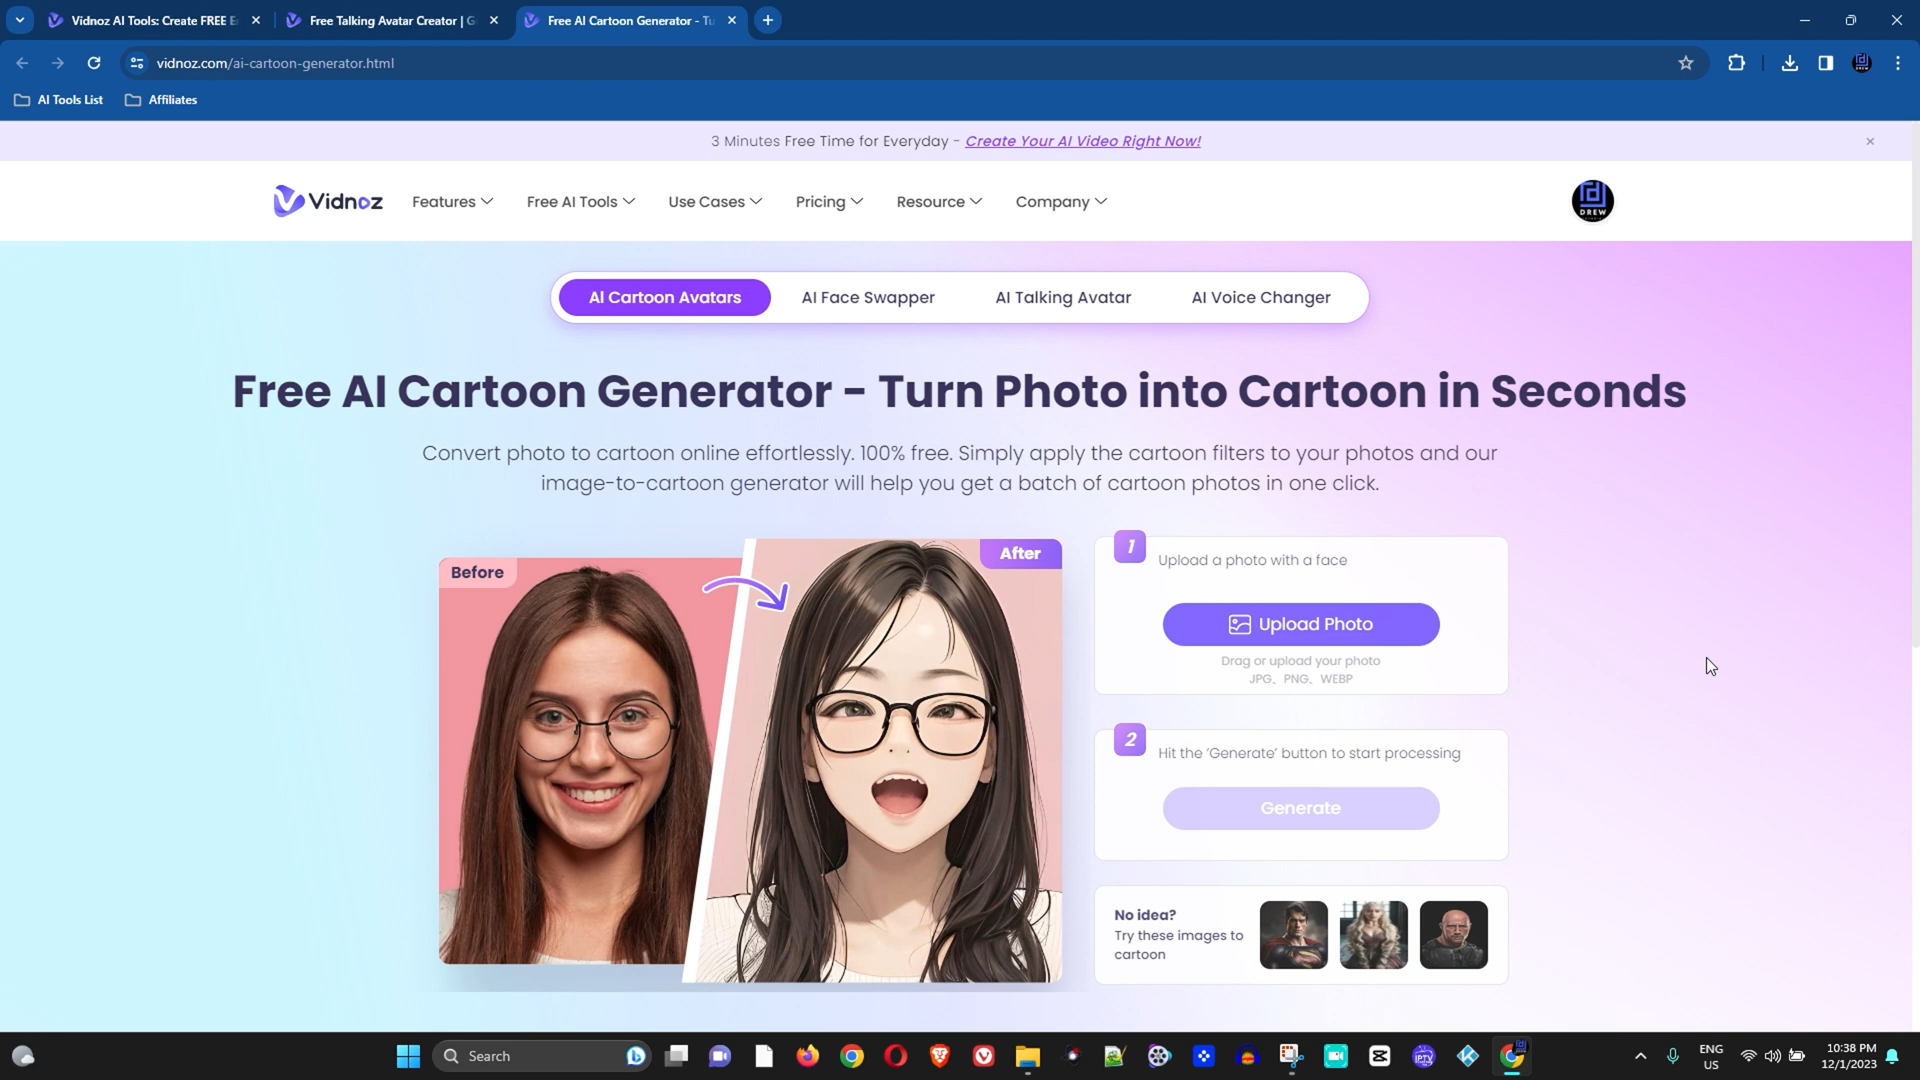 Vidnoz AI Tools: Create FREE E
Free Talking Avatar Creator | G
Free AI Cartoon Generator - Tu
vidnoz.com/ai-cartoon-generator.html
AI Tools List
Affiliates
3 Minutes Free Time for Everyday - Create Your AI Video Right Now!
Vidnoz
Features
Free AI Tools
Use Cases
Pricing
Resource
Company
DREW
AI Cartoon Avatars
AI Face Swapper
AI Talking Avatar
AI Voice Changer
Free AI Cartoon Generator - Turn Photo into Cartoon in Seconds
Convert photo to cartoon online effortlessly. 100% free. Simply apply the cartoon filters to your photos and our
image-to-cartoon generator will help you get a batch of cartoon photos in one click.
Before
After
1
Upload a photo with a face
Upload Photo
Drag or upload your photo
JPG、PNG、WEBP
2
Hit the ‘Generate’ button to start processing
Generate
No idea?
Try these images to
cartoon
Search
IPTV
ENG
US
10:38 PM
12/1/2023